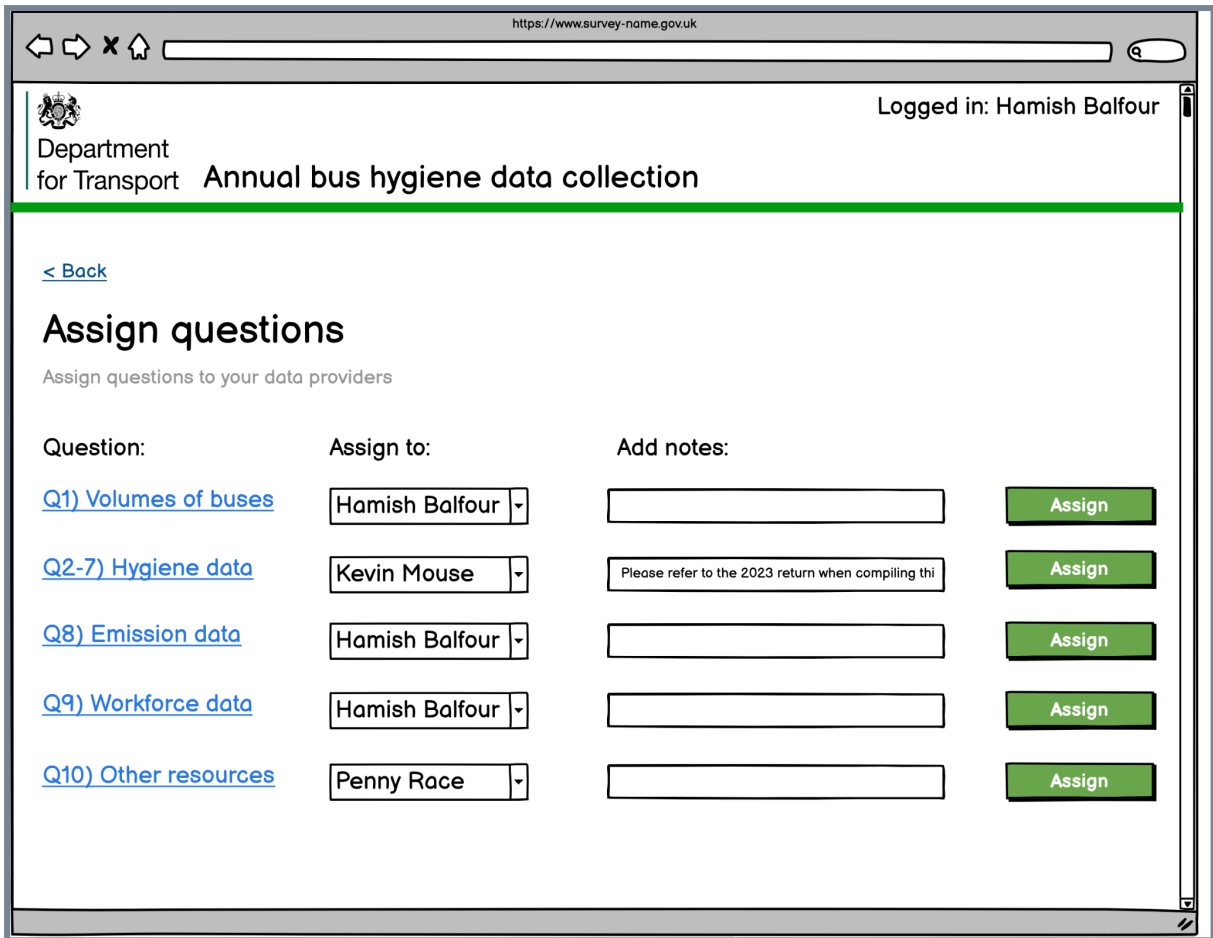 https://www.survey-name.gov.uk
Logged in: Hamish Balfour
Department
for Transport
Annual bus hygiene data collection
< Back
Assign questions
Assign questions to your data providers
Question: Assign to: Add notes:
Q1) Volumes of buses Hamish Balfour Assign
Q2-7) Hygiene data Kevin Mouse Please refer to the 2023 return when compiling thi Assign
Q8) Emission data Hamish Balfour Assign
Q9) Workforce data Hamish Balfour Assign
Q10) Other resources Penny Race Assign